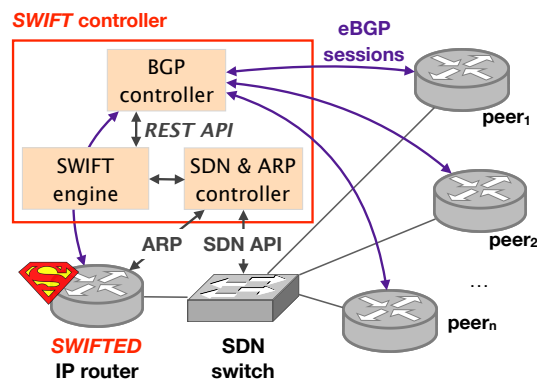 SWIFT controller
eBGP
sessions
BGP
controller
peer1
REST API
SWIFT
engine
SDN & ARP
controller
ARP
SDN API
peer2
...
S
SWIFTED
IP router
SDN
switch
peern